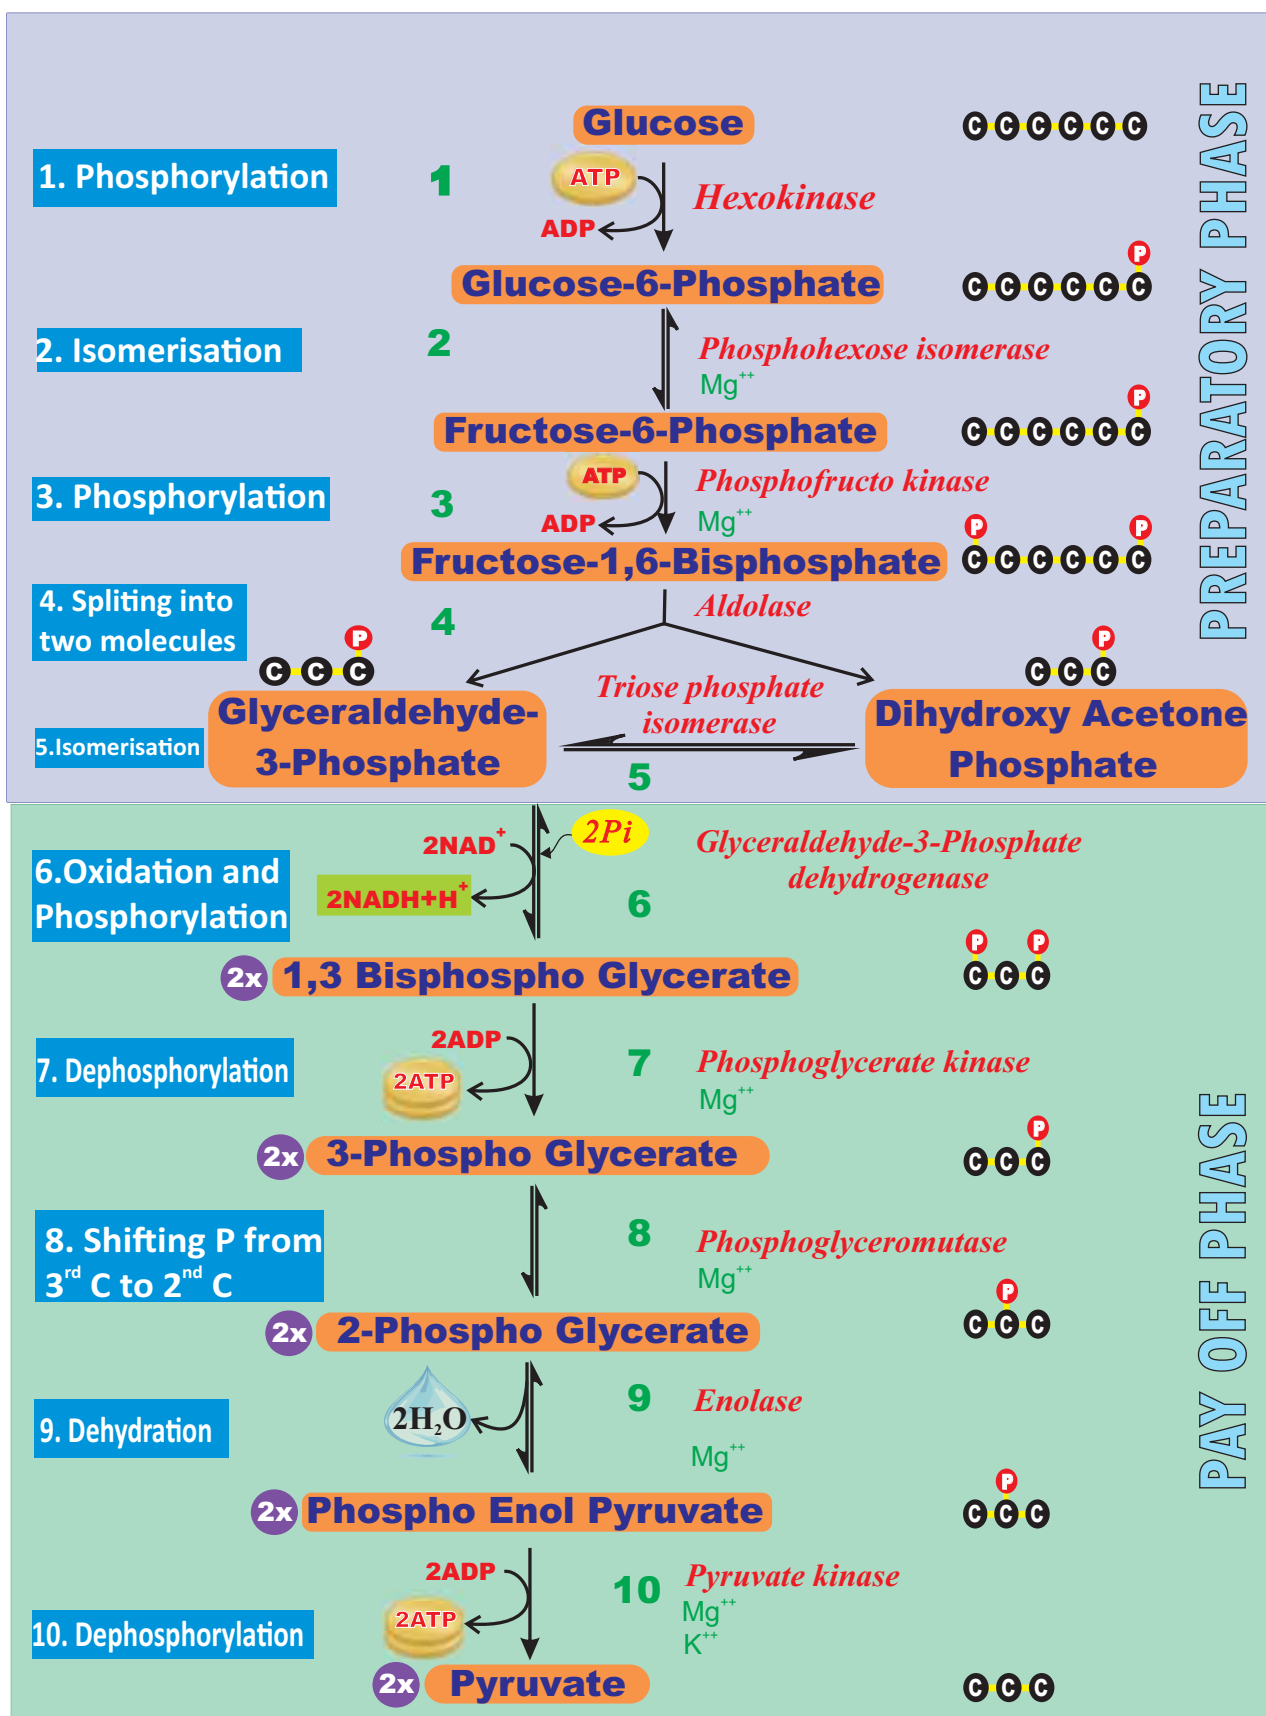 PREPARATORY PHASE
Glucose
C C C C C C
1. Phosphorylation
1
ATP
ADP
Hexokinase
P
Glucose-6-Phosphate
C C C C C C
2. Isomerisation
2
Phosphohexose isomerase
Mg++
P
Fructose-6-Phosphate
C C C C C C
3. Phosphorylation
3
ATP
ADP
Phosphofructo kinase
Mg++
P P
Fructose-1,6-Bisphosphate
C C C C C C
4. Spliting into
two molecules
4
Aldolase
P
C C C
P
C C C
Glyceraldehyde-
3-Phosphate
Triose phosphate
isomerase
Dihydroxy Acetone
Phosphate
5.Isomerisation
5
PAY OFF PHASE
6.Oxidation and
Phosphorylation
2NAD+
2NADH+H+
2Pi
6
Glyceraldehyde-3-Phosphate
dehydrogenase
P P
2x 1,3 Bisphospho Glycerate
C C C
7. Dephosphorylation
2ADP
2ATP
7
Phosphoglycerate kinase
Mg++
P
2x 3-Phospho Glycerate
C C C
8. Shifting P from
3rd C to 2nd C
8
Phosphoglyceromutase
Mg++
P
2x 2-Phospho Glycerate
C C C
9. Dehydration
2H₂O
9
Enolase
Mg++
P
2x Phospho Enol Pyruvate
C C C
10. Dephosphorylation
2ADP
2ATP
10
Pyruvate kinase
Mg++
K++
2x Pyruvate
C C C